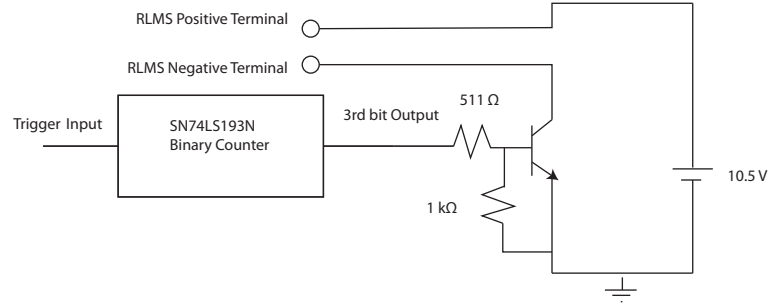 RLMS Positive Terminal
RLMS Negative Terminal
Trigger Input
SN74LS193N
Binary Counter
3rd bit Output
511 Ω
1 kΩ
10.5 V